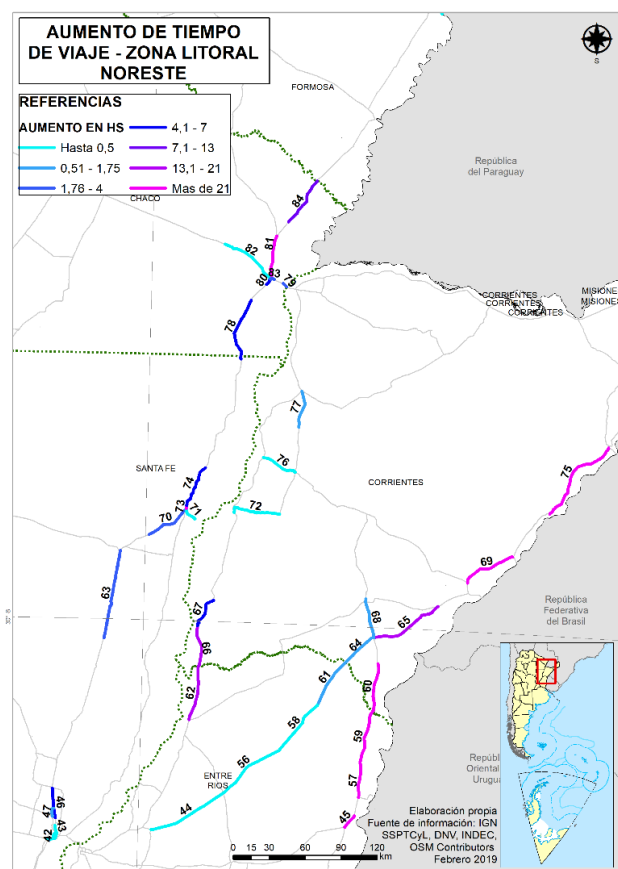 AUMENTO DE TIEMPO
DE VIAJE - ZONA LITORAL
NORESTE
S
REFERENCIAS
AUMENTO EN HS
Hasta 0,5
0,51 - 1,75
1,76 - 4
4,1 - 7
7,1 - 13
13,1 - 21
Mas de 21
FORMOSA
República
del Paraguay
CHACO
84
81
82
83
80
79
MISIONE
MISIONES
CORRIENTES
CORRIENTES
CORRIENTES
78
77
76
75
SANTA FE
CORRIENTES
74
73
71
72
70
69
63
República
Federativa
del Brasil
67
68
65
66
64
62
61
60
58
59
56
57
ENTRE
RIOS
44
45
46
47
43
42
Repúbl
Oriental
Urugu
Elaboración propia
Fuente de información: IGN
SSPTCyL, DNV, INDEC,
OSM Contributors
Febrero 2019
0 15 30 60 90 120
km